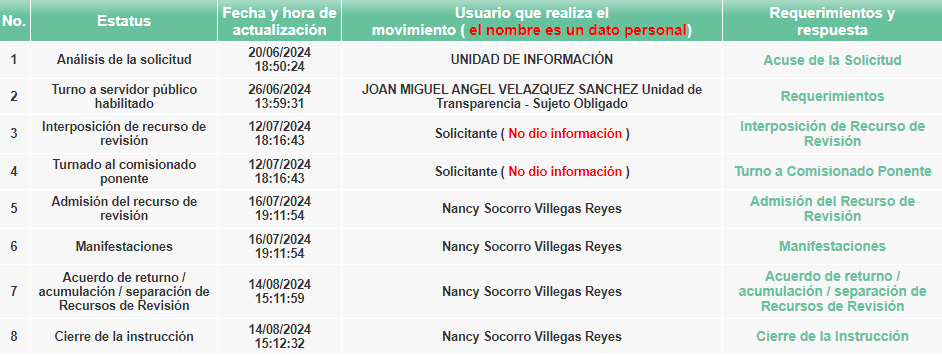 No. Estatus Fecha y hora de actualización Usuario que realiza el movimiento ( el nombre es un dato personal) Requerimientos y respuesta
1 Análisis de la solicitud 20/06/2024 18:50:24 UNIDAD DE INFORMACIÓN Acuse de la Solicitud
2 Turno a servidor público habilitado 26/06/2024 13:59:31 JOAN MIGUEL ANGEL VELAZQUEZ SANCHEZ Unidad de Transparencia - Sujeto Obligado Requerimientos
3 Interposición de recurso de revisión 12/07/2024 18:16:43 Solicitante ( No dio información ) Interposición de Recurso de Revisión
4 Turnado al comisionado ponente 12/07/2024 18:16:43 Solicitante ( No dio información ) Turno a Comisionado Ponente
5 Admisión del recurso de revisión 16/07/2024 19:11:54 Nancy Socorro Villegas Reyes Admisión del Recurso de Revisión
6 Manifestaciones 16/07/2024 19:11:54 Nancy Socorro Villegas Reyes Manifestaciones
7 Acuerdo de returno / acumulación / separación de Recursos de Revisión 14/08/2024 15:11:59 Nancy Socorro Villegas Reyes Acuerdo de returno / acumulación / separación de Recursos de Revisión
8 Cierre de la instrucción 14/08/2024 15:12:32 Nancy Socorro Villegas Reyes Cierre de la Instrucción